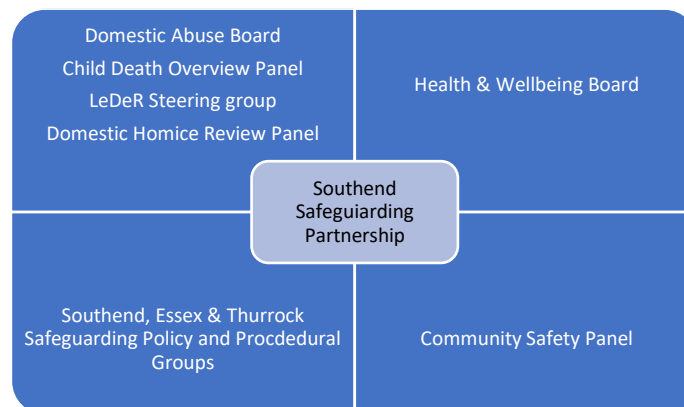 Domestic Abuse Board
Child Death Overview Panel
LeDeR Steering group
Domestic Homice Review Panel
Health & Wellbeing Board
Southend
Safeguiarding
Partnership
Southend, Essex & Thurrock
Safeguarding Policy and Procdedural
Groups
Community Safety Panel